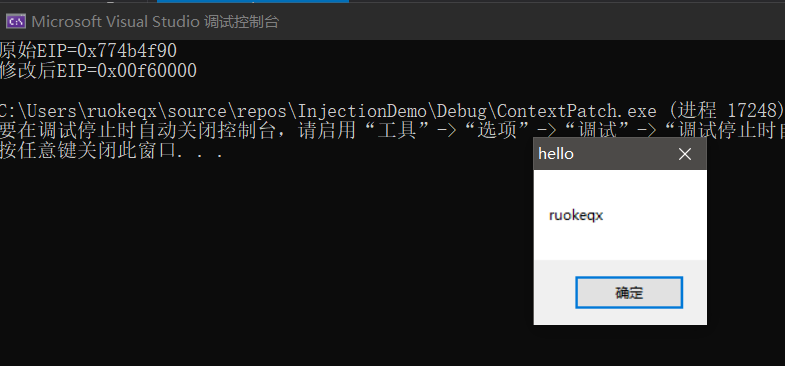 Microsoft Visual Studio 调试控制台
原始EIP=0x774b4f90
修改后EIP=0x00f60000
C:\Users\ruokeqx\source\repos\InjectionDemo\Debug\ContextPatch.exe (进程 17248)
要在调试停止时自动关闭控制台，请启用“工具”->“选项”->“调试”->“调试停止时
按任意键关闭此窗口. . .
hello
ruokeqx
确定